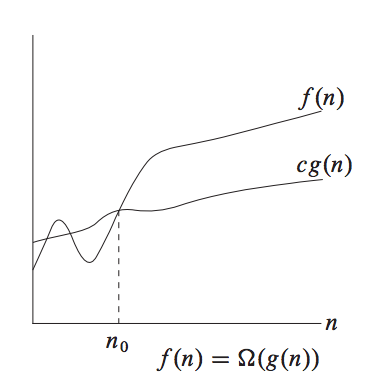 f(n)
cg(n)
n
n₀
f(n) = Ω(g(n))